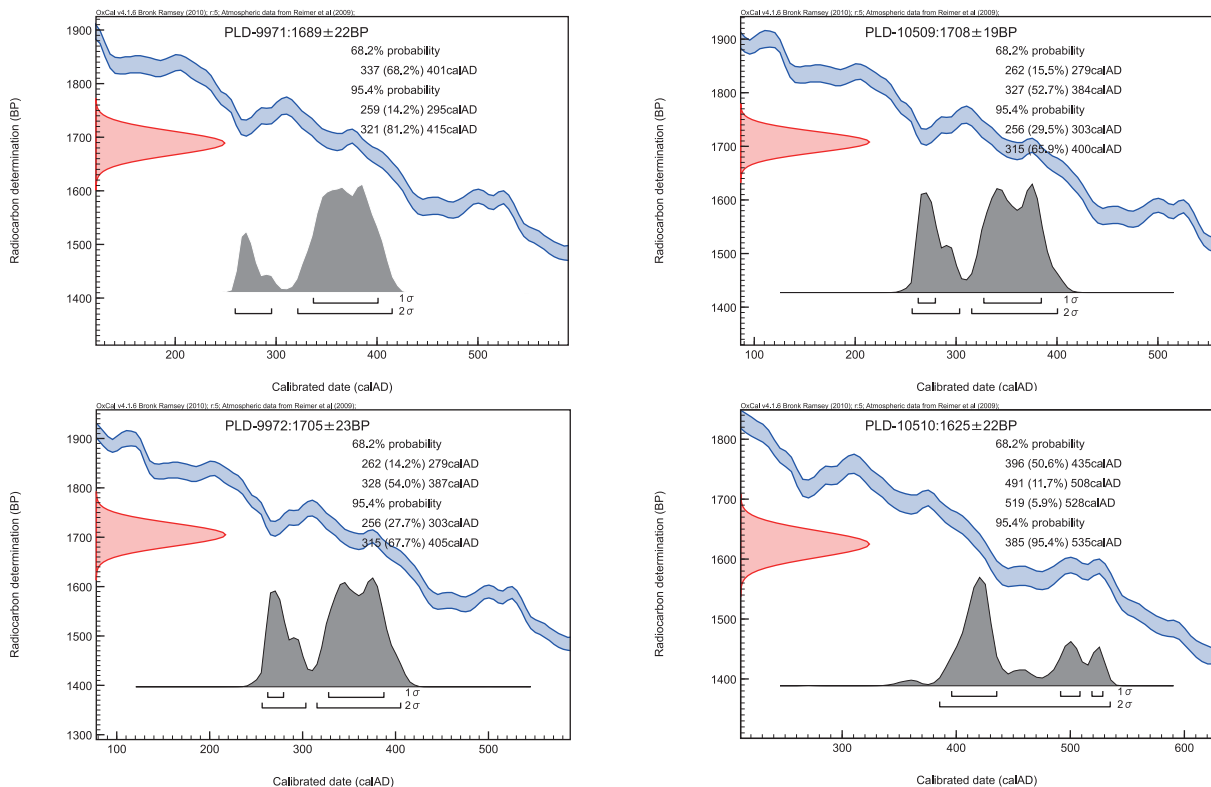 OxCal v4.1.6 Bronk Ramsey (2010); r:5; Atmospheric data from Reimer et al (2009);
PLD-9971:1689±22BP
68.2% probability
337 (68.2%) 401calAD
95.4% probability
259 (14.2%) 295calAD
321 (81.2%) 415calAD
1900
1800
1700
1600
1500
1400
Radiocarbon determination (BP)
1σ
2σ
200
300
400
500
Calibrated date (calAD)
OxCal v4.1.6 Bronk Ramsey (2010); r:5; Atmospheric data from Reimer et al (2009);
PLD-10509:1708±19BP
68.2% probability
262 (15.5%) 279calAD
327 (52.7%) 384calAD
95.4% probability
256 (29.5%) 303calAD
315 (65.9%) 400calAD
1900
1800
1700
1600
1500
1400
Radiocarbon determination (BP)
1σ
2σ
100
200
300
400
500
Calibrated date (calAD)
OxCal v4.1.6 Bronk Ramsey (2010); r:5; Atmospheric data from Reimer et al (2009);
PLD-9972:1705±23BP
68.2% probability
262 (14.2%) 279calAD
328 (54.0%) 387calAD
95.4% probability
256 (27.7%) 303calAD
315 (67.7%) 405calAD
1900
1800
1700
1600
1500
1400
1300
Radiocarbon determination (BP)
1σ
2σ
100
200
300
400
500
Calibrated date (calAD)
OxCal v4.1.6 Bronk Ramsey (2010); r:5; Atmospheric data from Reimer et al (2009);
PLD-10510:1625±22BP
68.2% probability
396 (50.6%) 435calAD
491 (11.7%) 508calAD
519 (5.9%) 528calAD
95.4% probability
385 (95.4%) 535calAD
1800
1700
1600
1500
1400
Radiocarbon determination (BP)
1σ
2σ
300
400
500
600
Calibrated date (calAD)